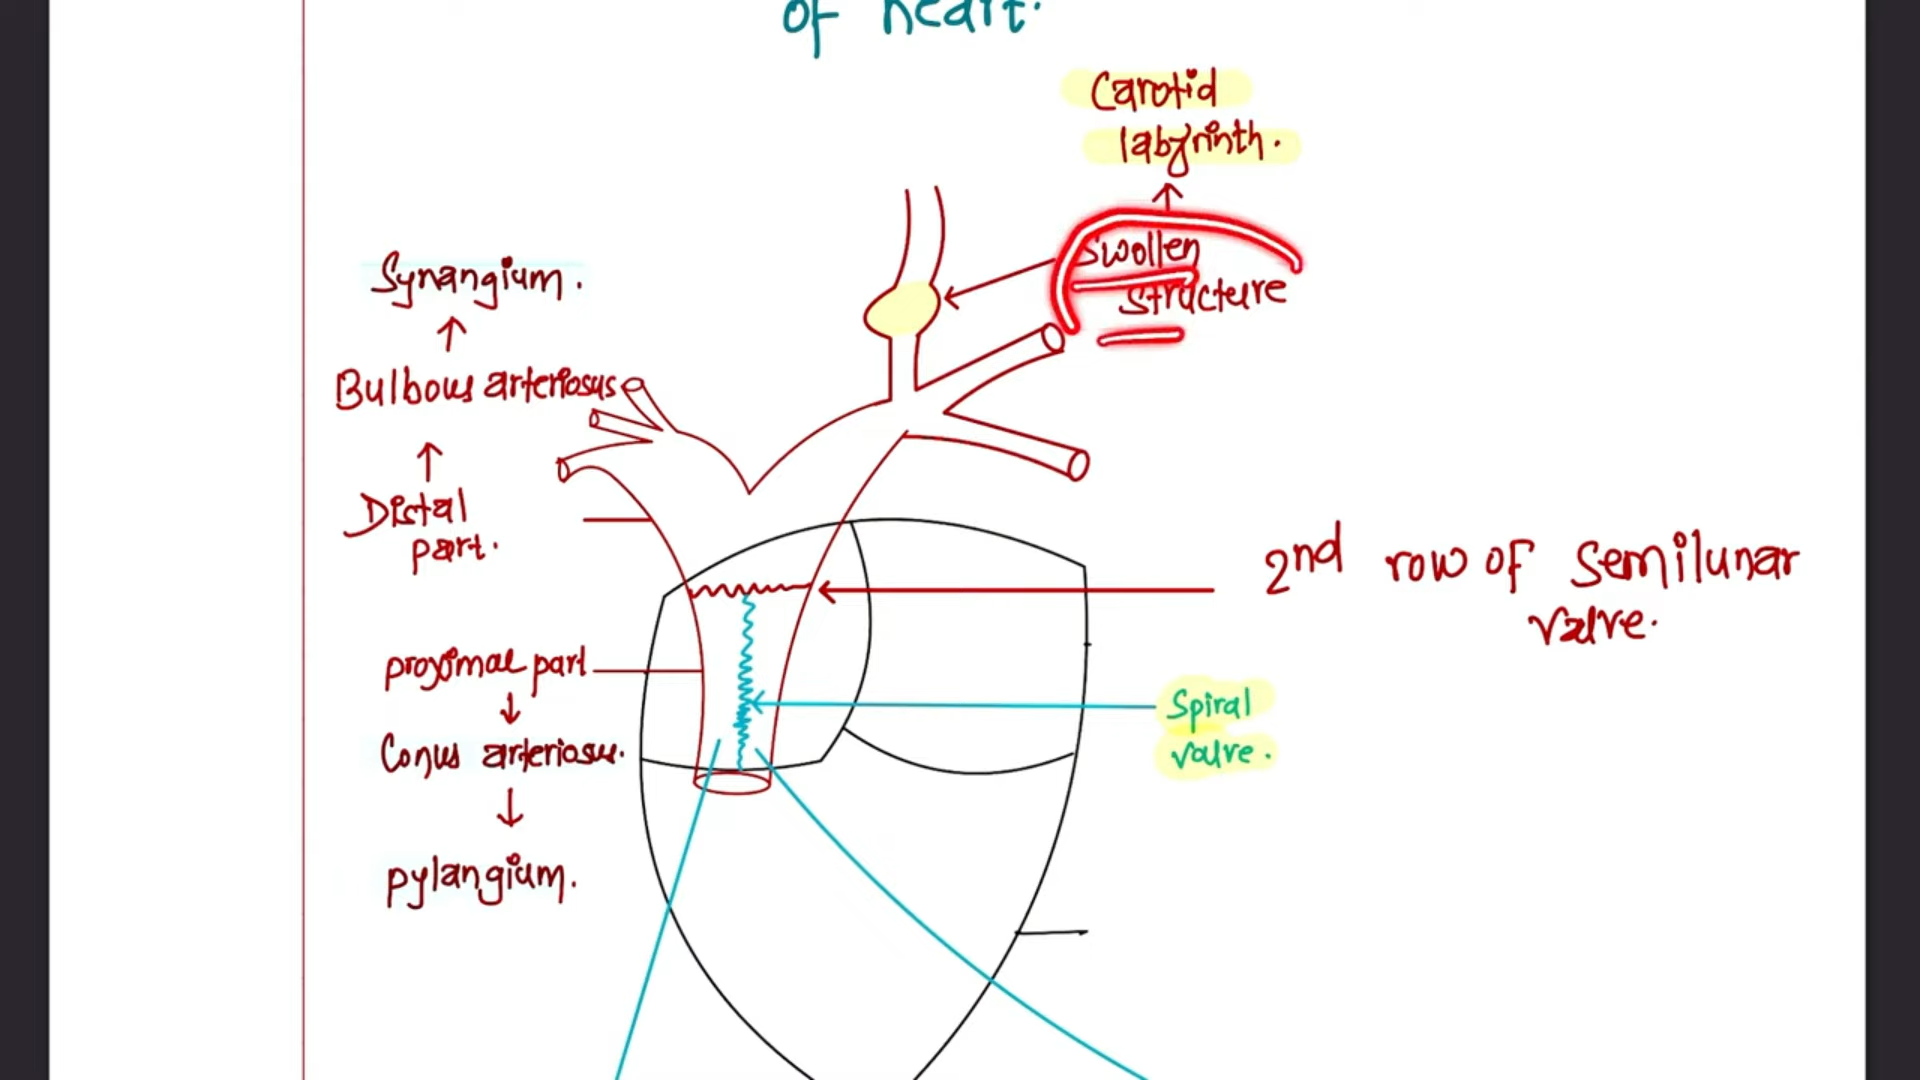 of heart.
Carotid
labyrinth.
Swollen
Structure
Synangium.
Bulbous arteriosus
Distal
part.
2nd row of Semilunar
valve.
proximal part
Conus arteriosus.
pylangium.
Spiral
valve.